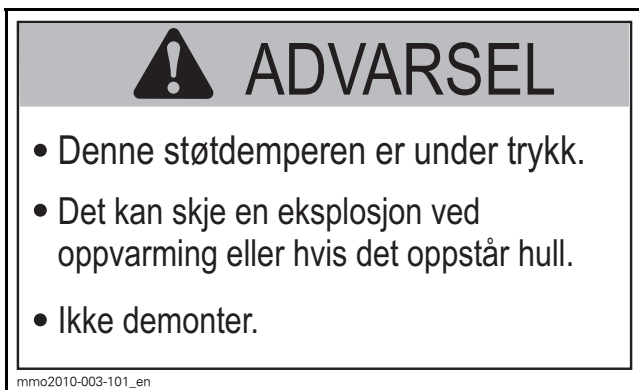 ADVARSEL
• Denne støtdemperen er under trykk.
• Det kan skje en eksplosjon ved
oppvarming eller hvis det oppstår hull.
• Ikke demonter.
mmo2010-003-101_en